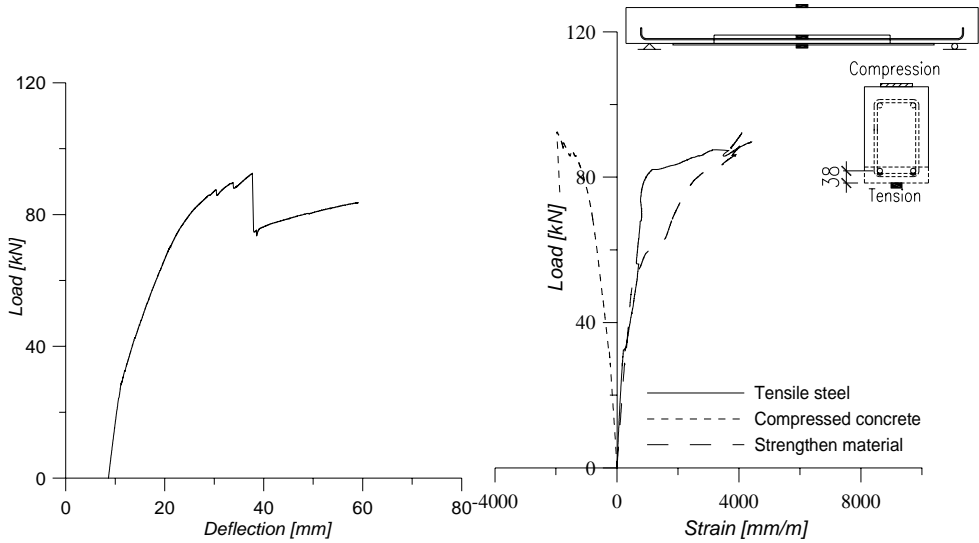 120
80
40
0
0
20
40
60
80
Load [kN]
Deflection [mm]
120
80
40
0
-4000
0
4000
8000
Load [kN]
Strain [mm/m]
Tensile steel
Compressed concrete
Strengthen material
Compression
38
Tension